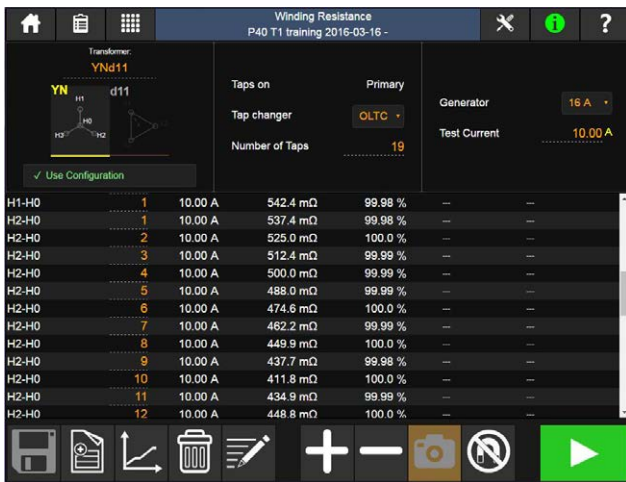 Winding Resistance
P40 T1 training 2016-03-16 -
i
?
Transformer:
YNd11
YN
d11
H1
H0
H3
H2
✓ Use Configuration
Taps on Primary
Tap changer OLTC
Number of Taps 19
Generator 16 A
Test Current 10.00 A
H1-H0 1 10.00 A 542.4 mΩ 99.98 % -- --
H2-H0 1 10.00 A 537.4 mΩ 99.98 % -- --
H2-H0 2 10.00 A 525.0 mΩ 100.0 % -- --
H2-H0 3 10.00 A 512.4 mΩ 99.99 % -- --
H2-H0 4 10.00 A 500.0 mΩ 99.99 % -- --
H2-H0 5 10.00 A 488.0 mΩ 99.99 % -- --
H2-H0 6 10.00 A 474.6 mΩ 100.0 % -- --
H2-H0 7 10.00 A 462.2 mΩ 99.99 % -- --
H2-H0 8 10.00 A 449.9 mΩ 100.0 % -- --
H2-H0 9 10.00 A 437.7 mΩ 99.98 % -- --
H2-H0 10 10.00 A 411.8 mΩ 100.0 % -- --
H2-H0 11 10.00 A 434.9 mΩ 99.99 % -- --
H2-H0 12 10.00 A 448.8 mΩ 100.0 % -- --